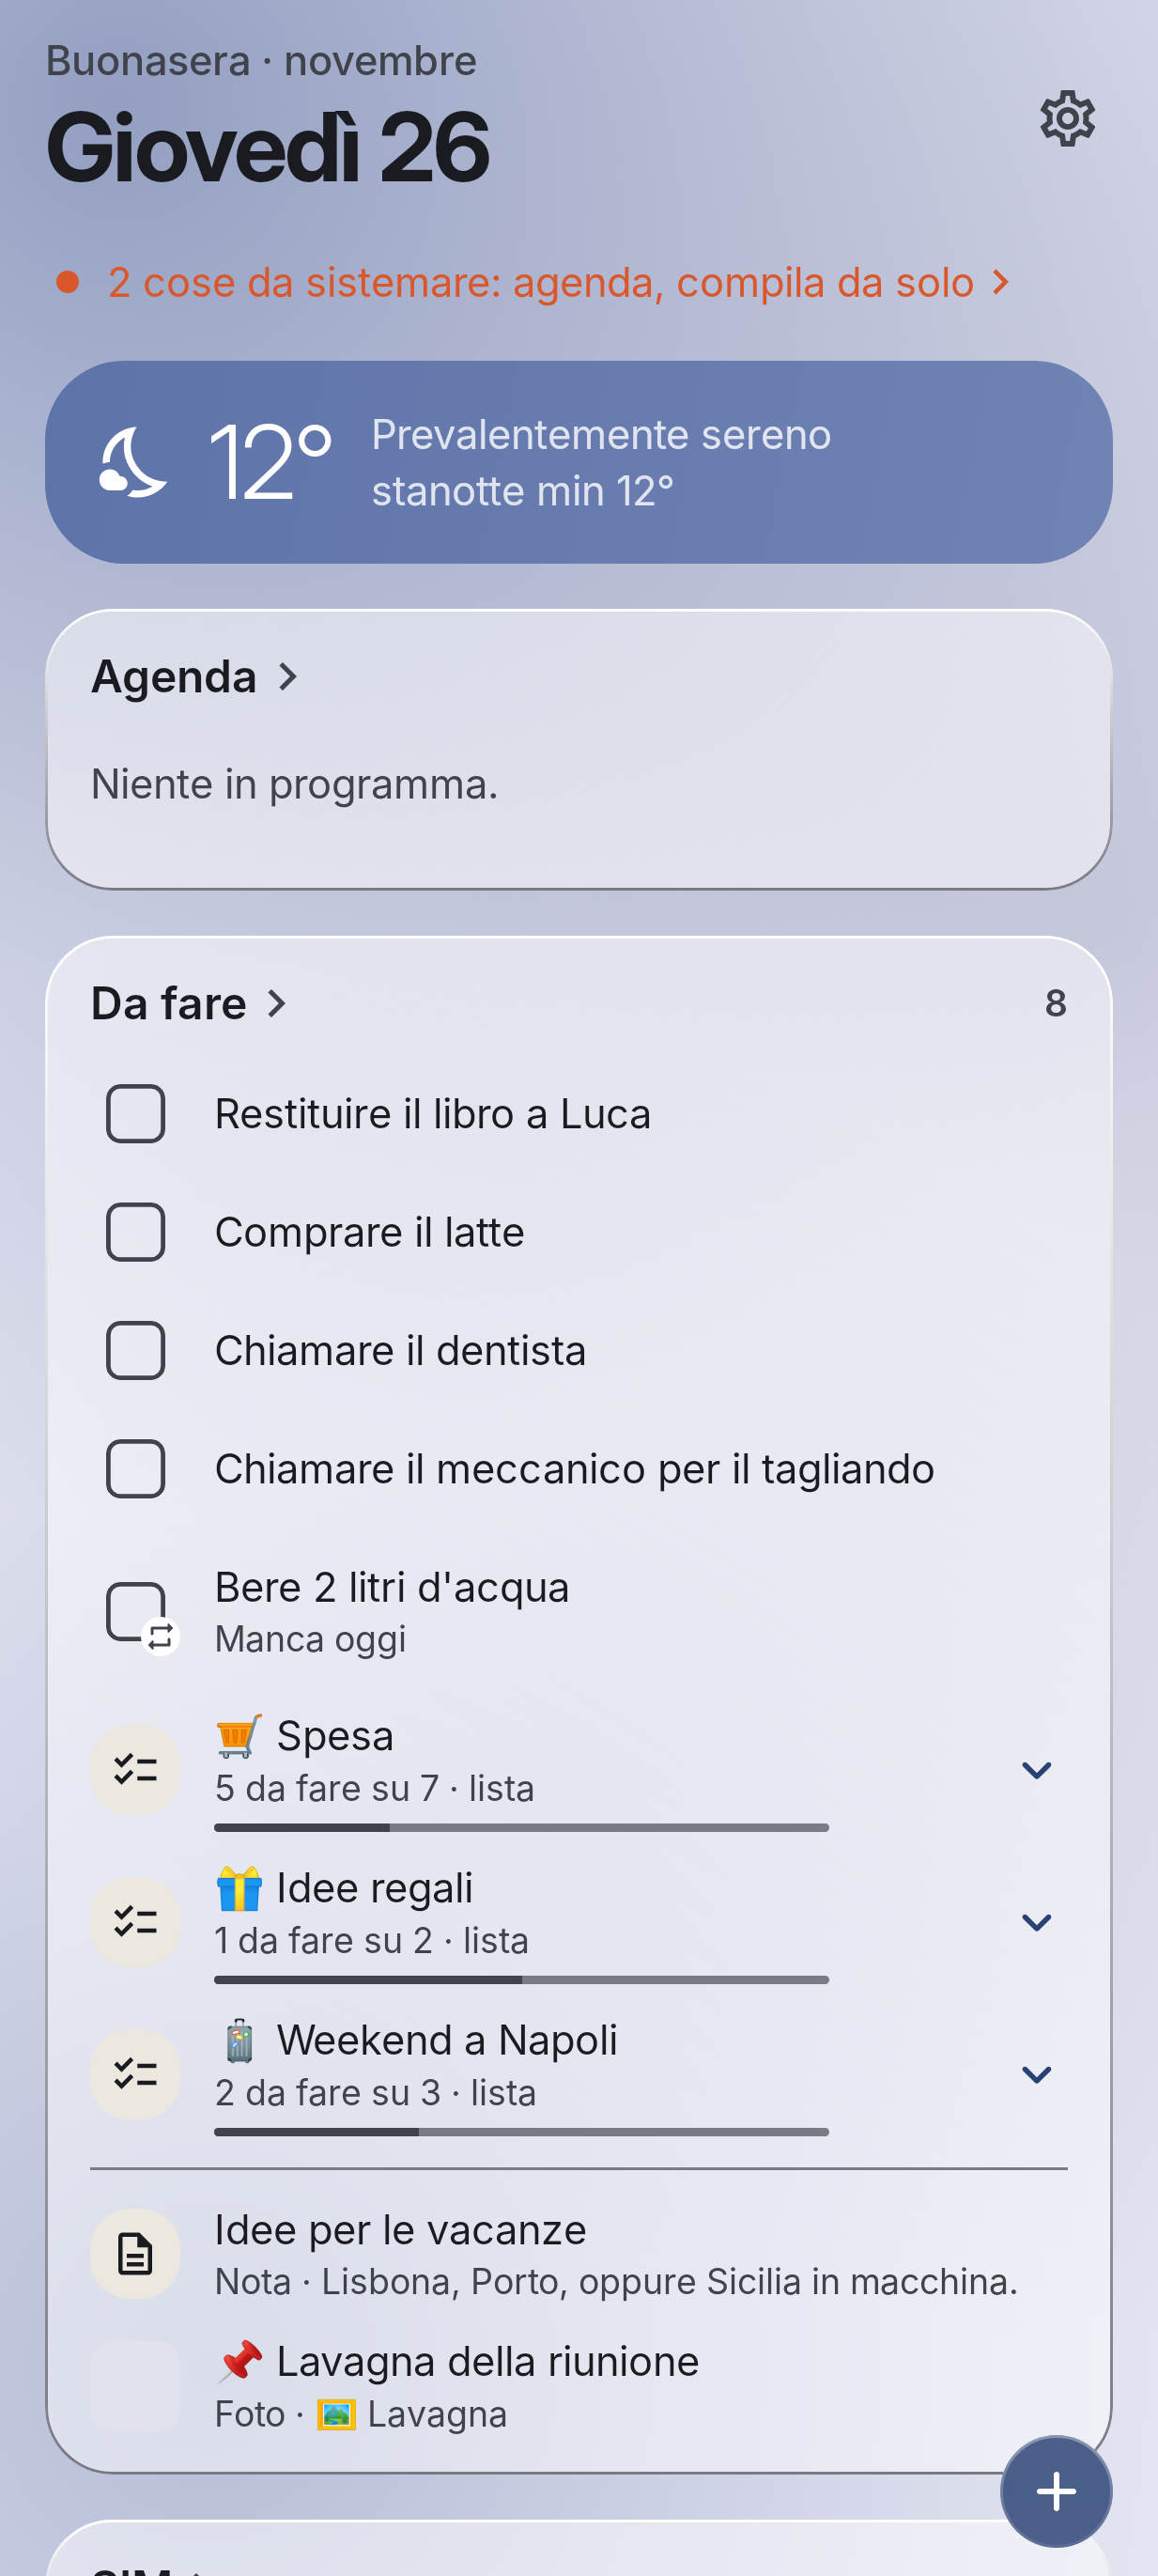 Buonasera · novembre
Giovedì 26
2 cose da sistemare: agenda, compila da solo
12°
Prevalentemente sereno
stanotte min 12°
Agenda
Niente in programma.
Da fare
8
Restituire il libro a Luca
Comprare il latte
Chiamare il dentista
Chiamare il meccanico per il tagliando
Bere 2 litri d'acqua
Manca oggi
🛒 Spesa
5 da fare su 7 · lista
🎁 Idee regali
1 da fare su 2 · lista
🧳 Weekend a Napoli
2 da fare su 3 · lista
Idee per le vacanze
Nota · Lisbona, Porto, oppure Sicilia in macchina.
📌 Lavagna della riunione
Foto · 🖼️ Lavagna